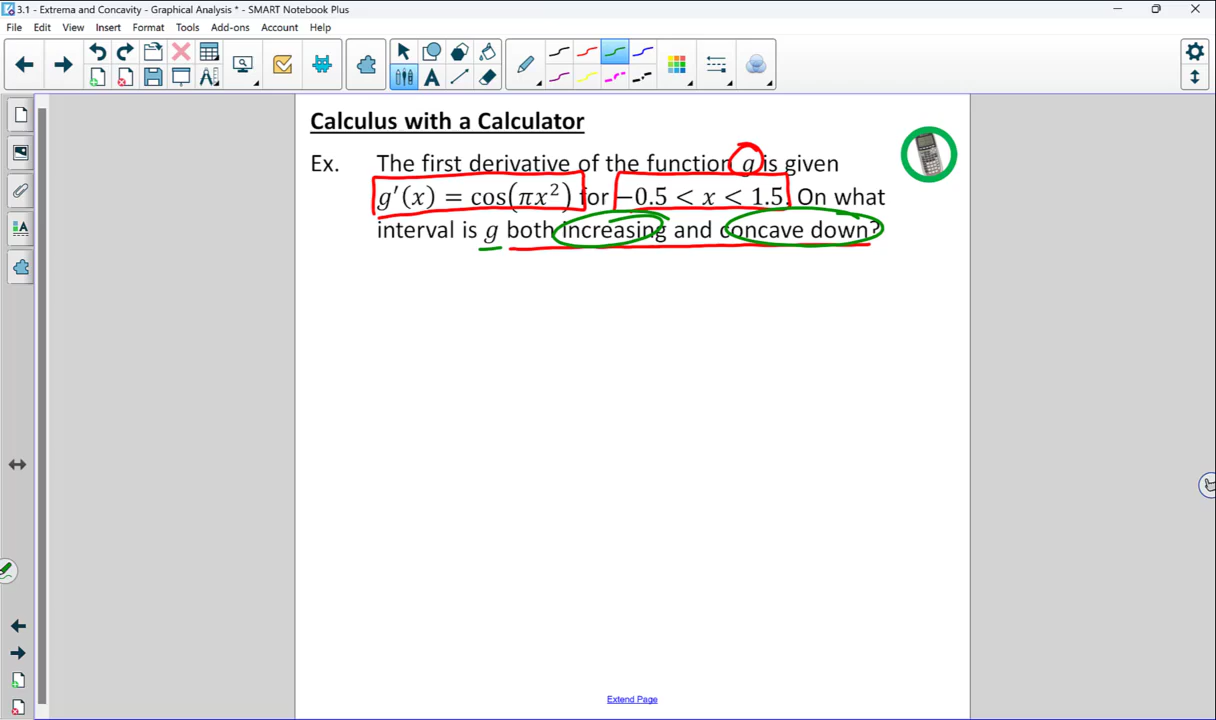 3.1 - Extrema and Concavity - Graphical Analysis * - SMART Notebook Plus
File Edit View Insert Format Tools Add-ons Account Help
Calculus with a Calculator
Ex. The first derivative of the function g is given
g′(x) = cos(πx²) for −0.5 < x < 1.5. On what
interval is g both increasing and concave down?
Extend Page